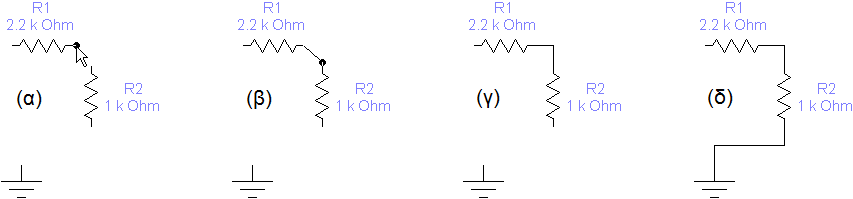 R1
2.2 k Ohm
(α)
R2
1 k Ohm
R1
2.2 k Ohm
(β)
R2
1 k Ohm
R1
2.2 k Ohm
(γ)
R2
1 k Ohm
R1
2.2 k Ohm
(δ)
R2
1 k Ohm